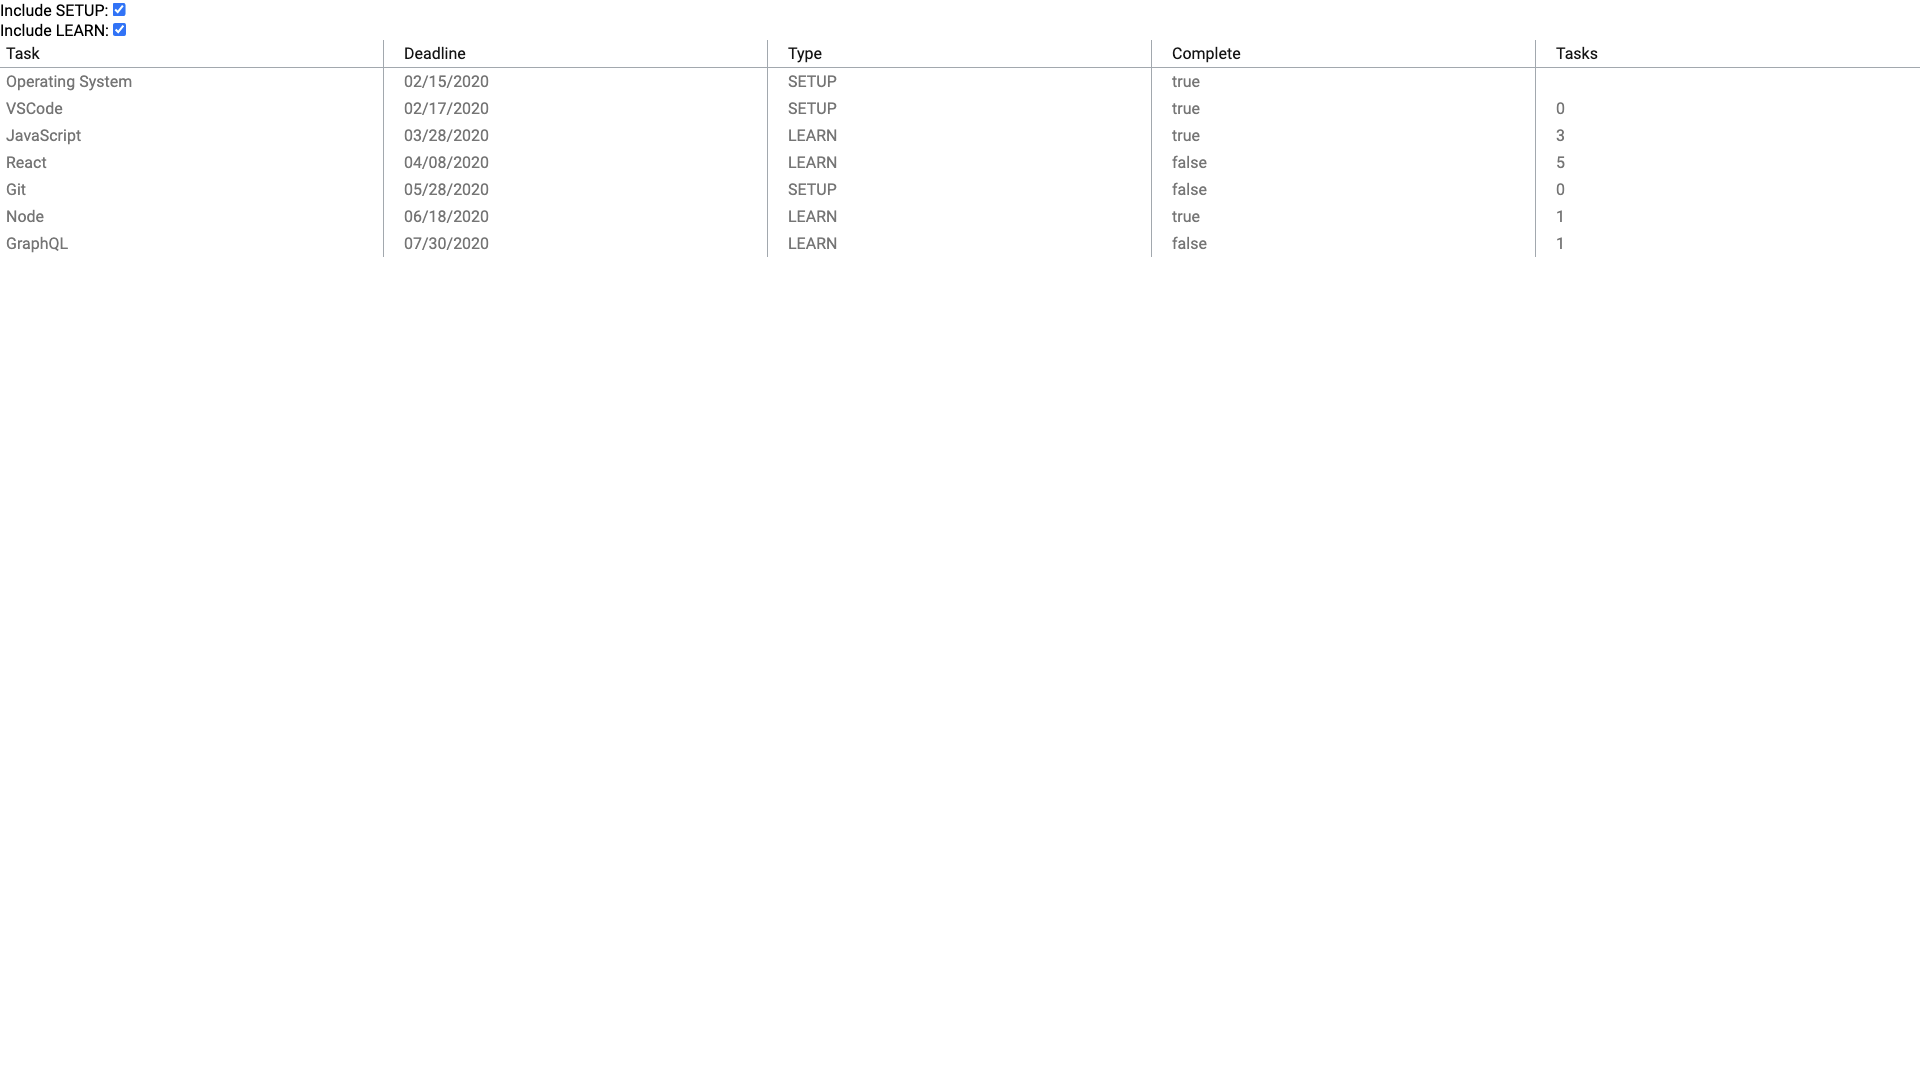 Include SETUP:
Include LEARN:
Task Deadline Type Complete Tasks
Operating System 02/15/2020 SETUP true
VSCode 02/17/2020 SETUP true 0
JavaScript 03/28/2020 LEARN true 3
React 04/08/2020 LEARN false 5
Git 05/28/2020 SETUP false 0
Node 06/18/2020 LEARN true 1
GraphQL 07/30/2020 LEARN false 1